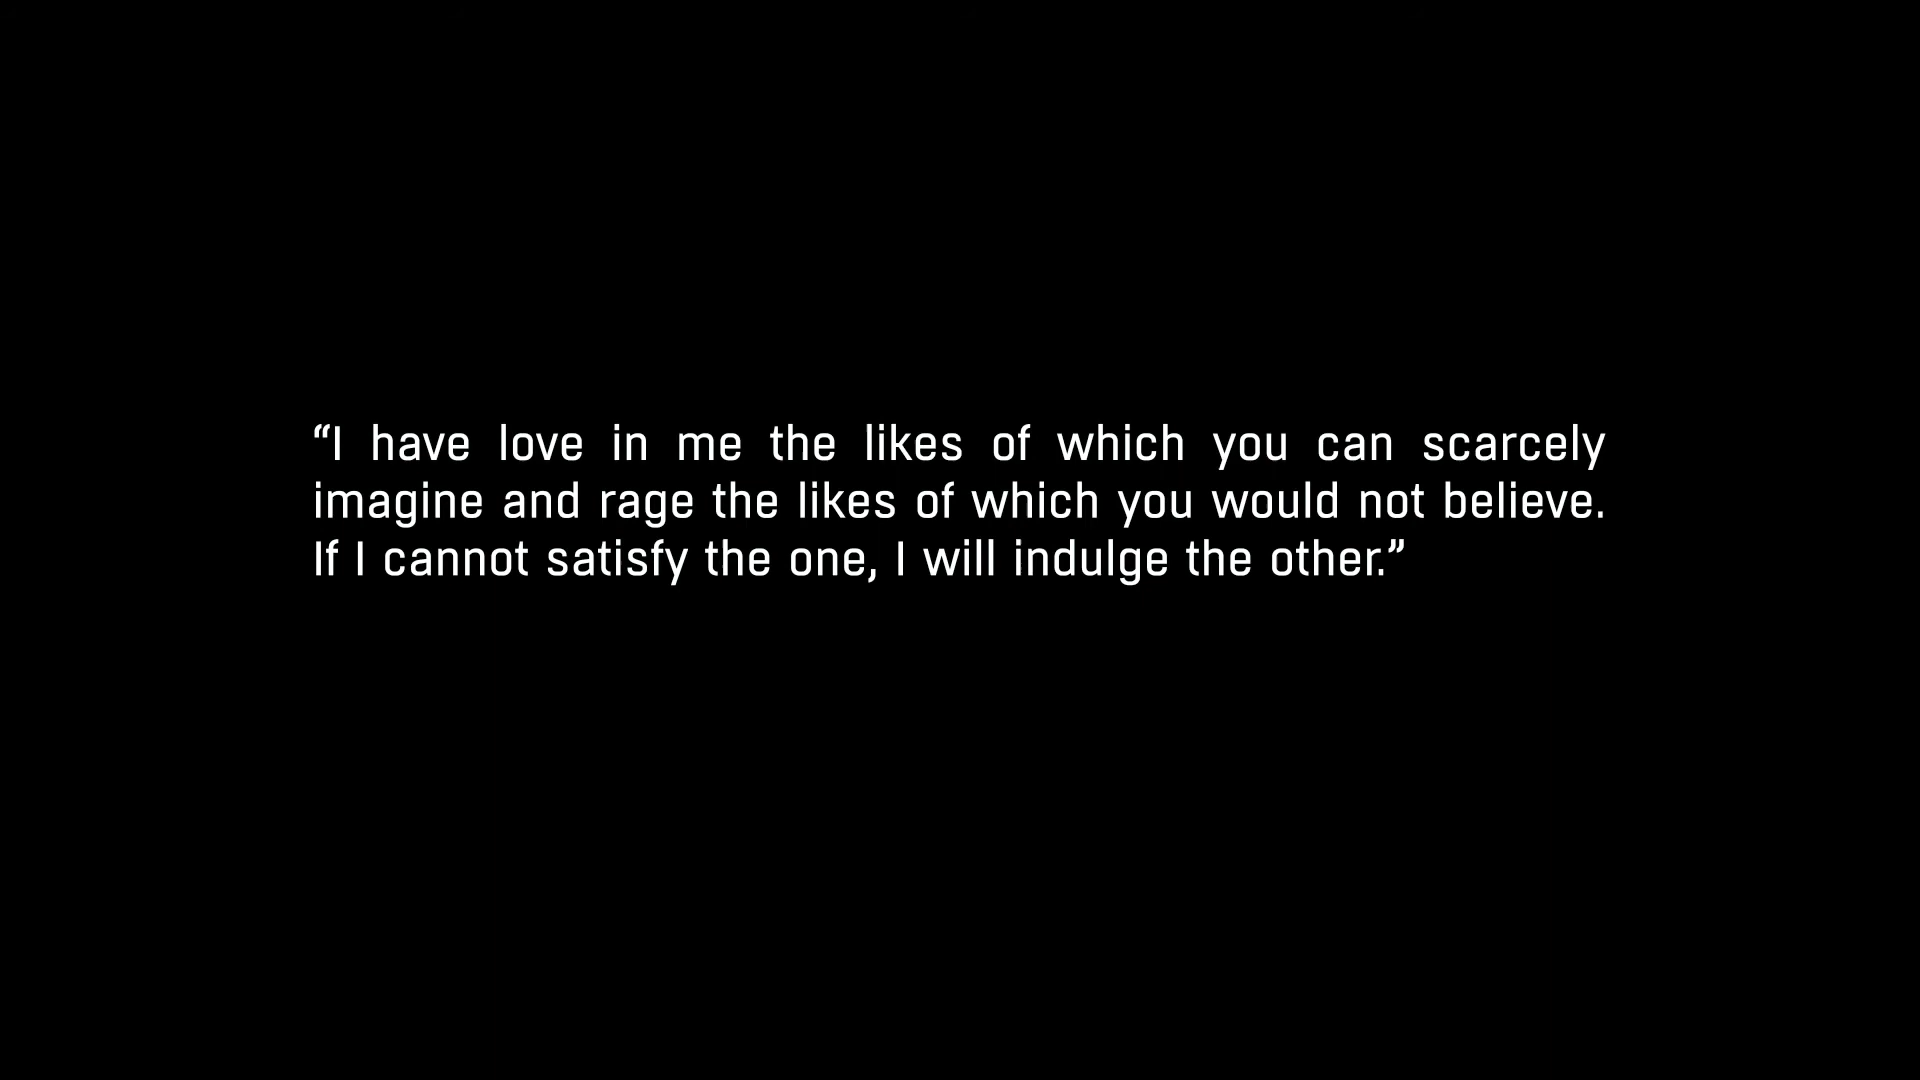 “I have love in me the likes of which you can scarcely
imagine and rage the likes of which you would not believe.
If I cannot satisfy the one, I will indulge the other.”